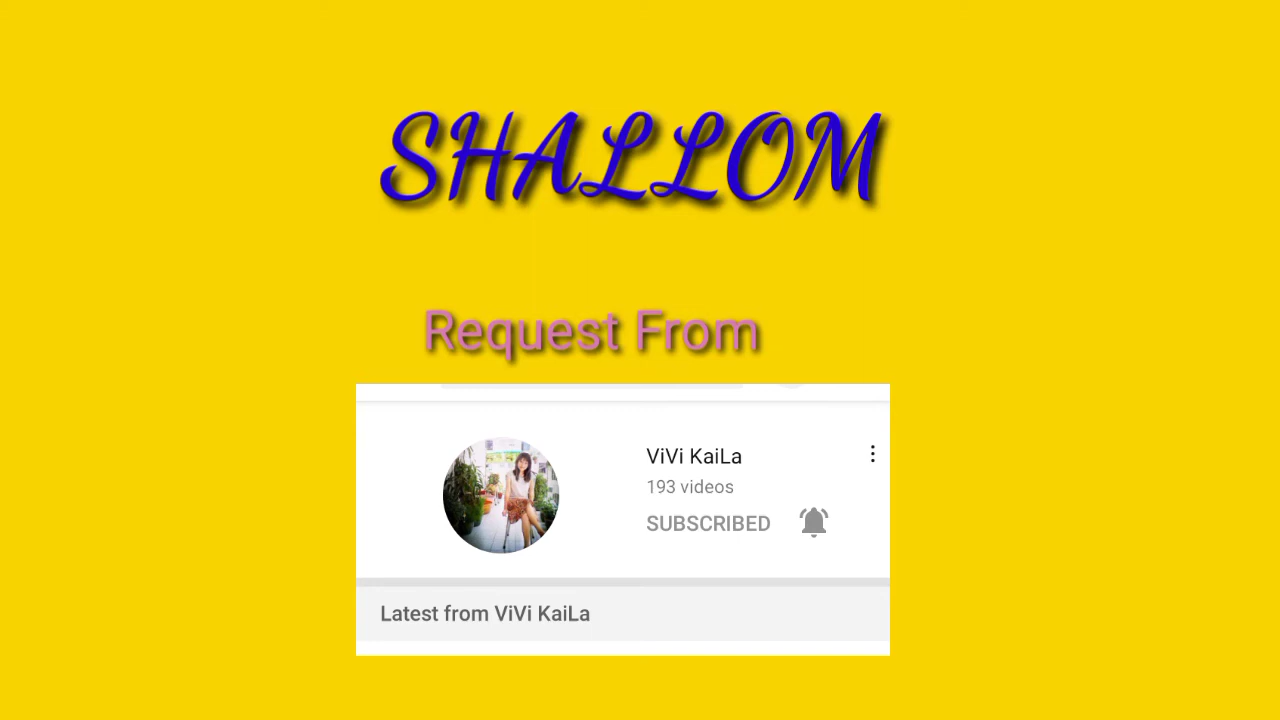 SHALLOM
Request From
ViVi KaiLa
193 videos
SUBSCRIBED
Latest from ViVi KaiLa